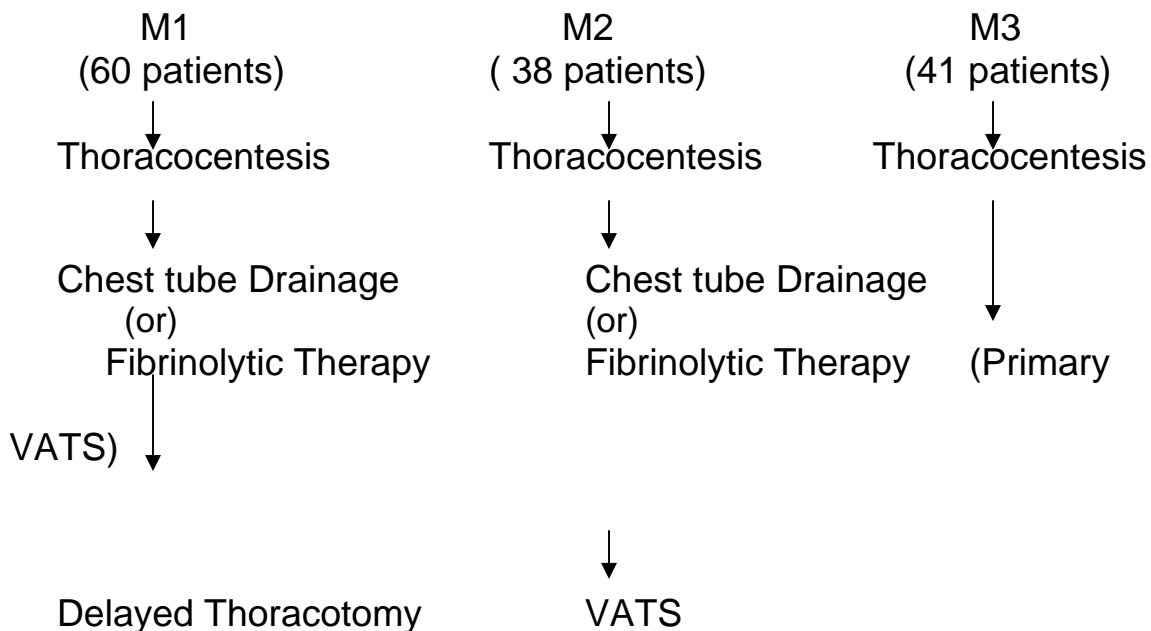 M1 M2 M3
(60 patients) ( 38 patients) (41 patients)
Thoracocentesis Thoracocentesis Thoracocentesis
Chest tube Drainage Chest tube Drainage
(or) (or)
Fibrinolytic Therapy Fibrinolytic Therapy (Primary
VATS)
Delayed Thoracotomy VATS